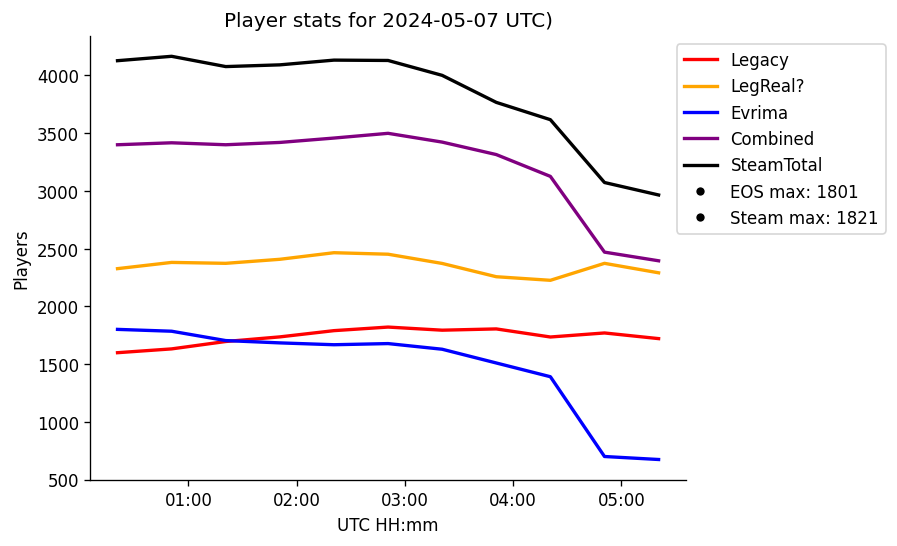 Player stats for 2024-05-07 UTC)
Legacy
LegReal?
Evrima
Combined
SteamTotal
EOS max: 1801
Steam max: 1821
Players
4000
3500
3000
2500
2000
1500
1000
500
01:00 02:00 03:00 04:00 05:00
UTC HH:mm